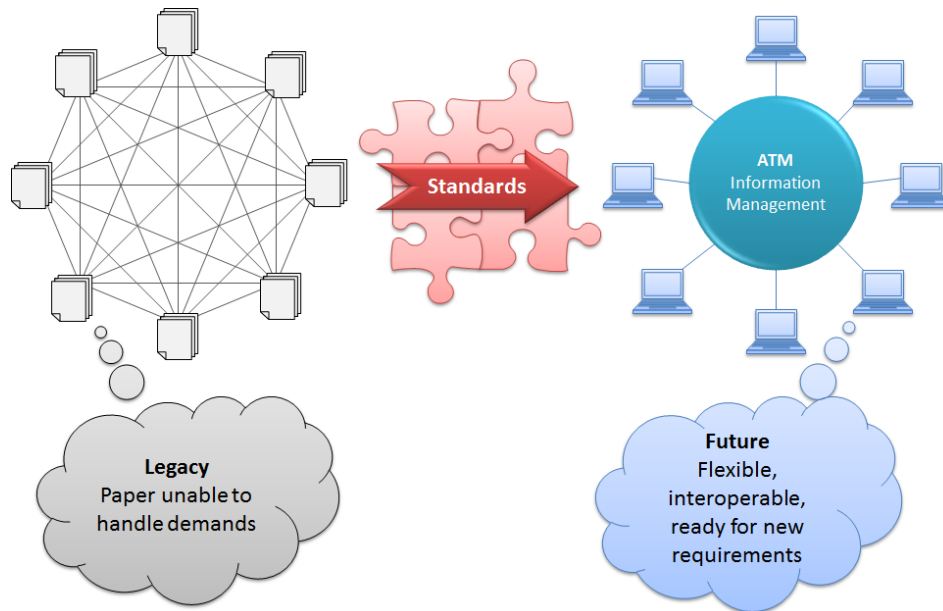 Standards
ATM
Information
Management
Legacy
Paper unable to
handle demands
Future
Flexible,
interoperable,
ready for new
requirements